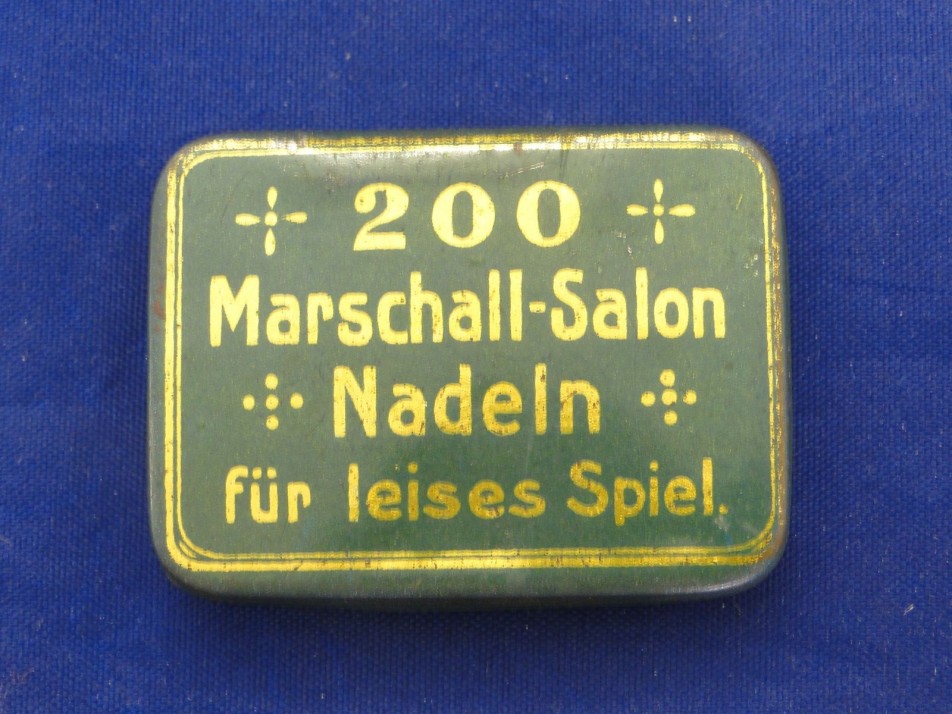 200
Marschall-Salon
Nadeln
für leises Spiel.